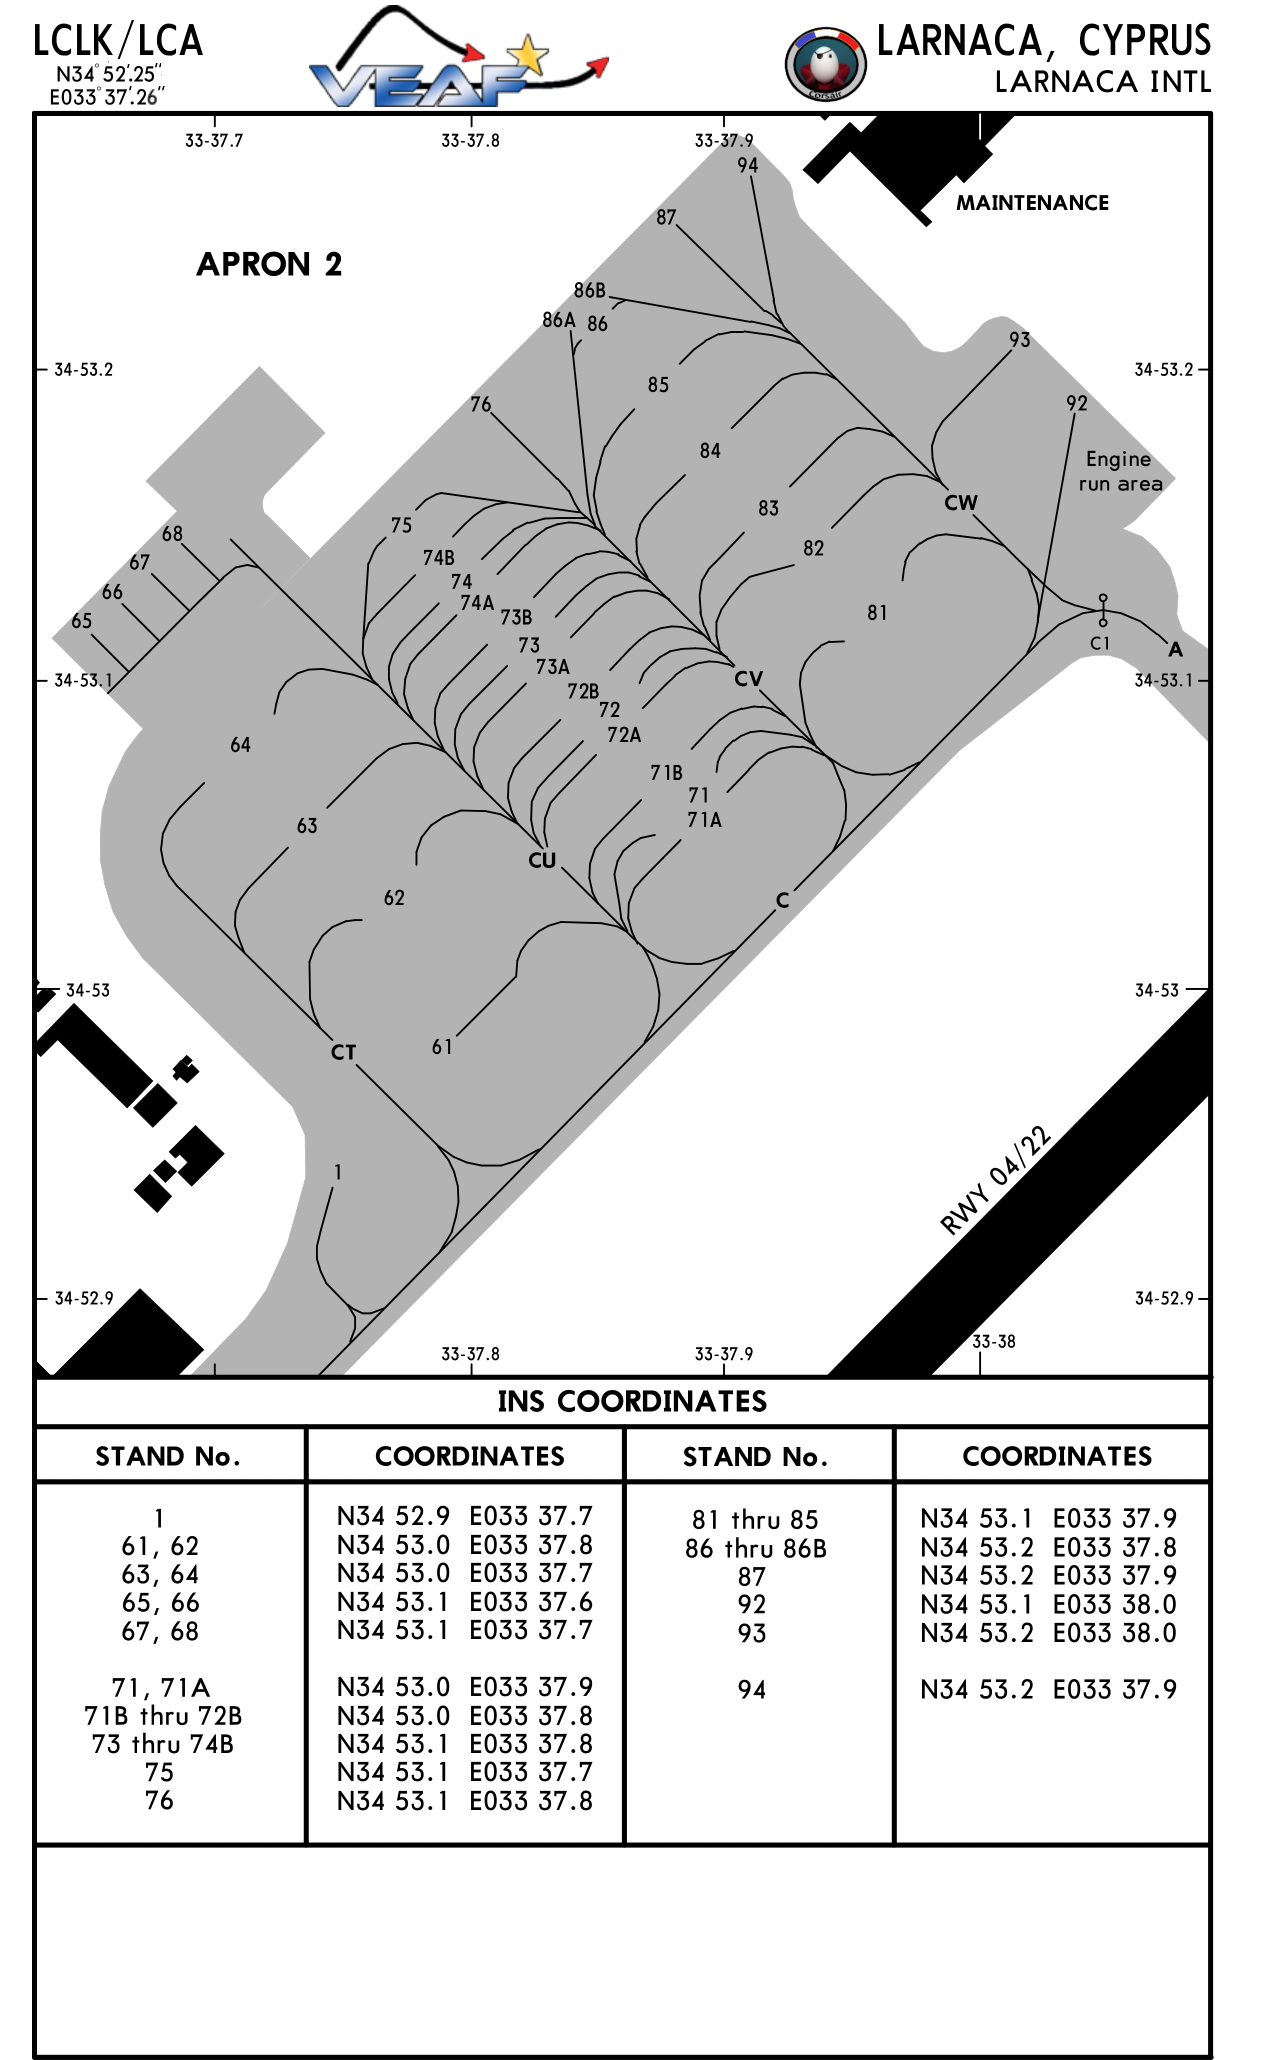 LCLK/LCA
N34°52'.25"
E033°37'.26"
VEAF
Corsair
LARNACA, CYPRUS
LARNACA INTL
33-37.7
33-37.8
33-37.9
94
MAINTENANCE
87
APRON 2
86B
86A 86
93
34-53.2
34-53.2
85
76
92
84
Engine
run area
CW
83
75
68
82
74B
67
74
66
74A
73B
81
65
73
C1
A
73A
34-53.1
CV
34-53.1
72B
72
72A
64
71B
71
71A
63
CU
62
C
34-53
34-53
61
CT
RWY 04/22
1
34-52.9
34-52.9
33-38
33-37.8
33-37.9
INS COORDINATES
STAND No. COORDINATES STAND No. COORDINATES
1 N34 52.9 E033 37.7 81 thru 85 N34 53.1 E033 37.9
61, 62 N34 53.0 E033 37.8 86 thru 86B N34 53.2 E033 37.8
63, 64 N34 53.0 E033 37.7 87 N34 53.2 E033 37.9
65, 66 N34 53.1 E033 37.6 92 N34 53.1 E033 38.0
67, 68 N34 53.1 E033 37.7 93 N34 53.2 E033 38.0
71, 71A N34 53.0 E033 37.9 94 N34 53.2 E033 37.9
71B thru 72B N34 53.0 E033 37.8
73 thru 74B N34 53.1 E033 37.8
75 N34 53.1 E033 37.7
76 N34 53.1 E033 37.8